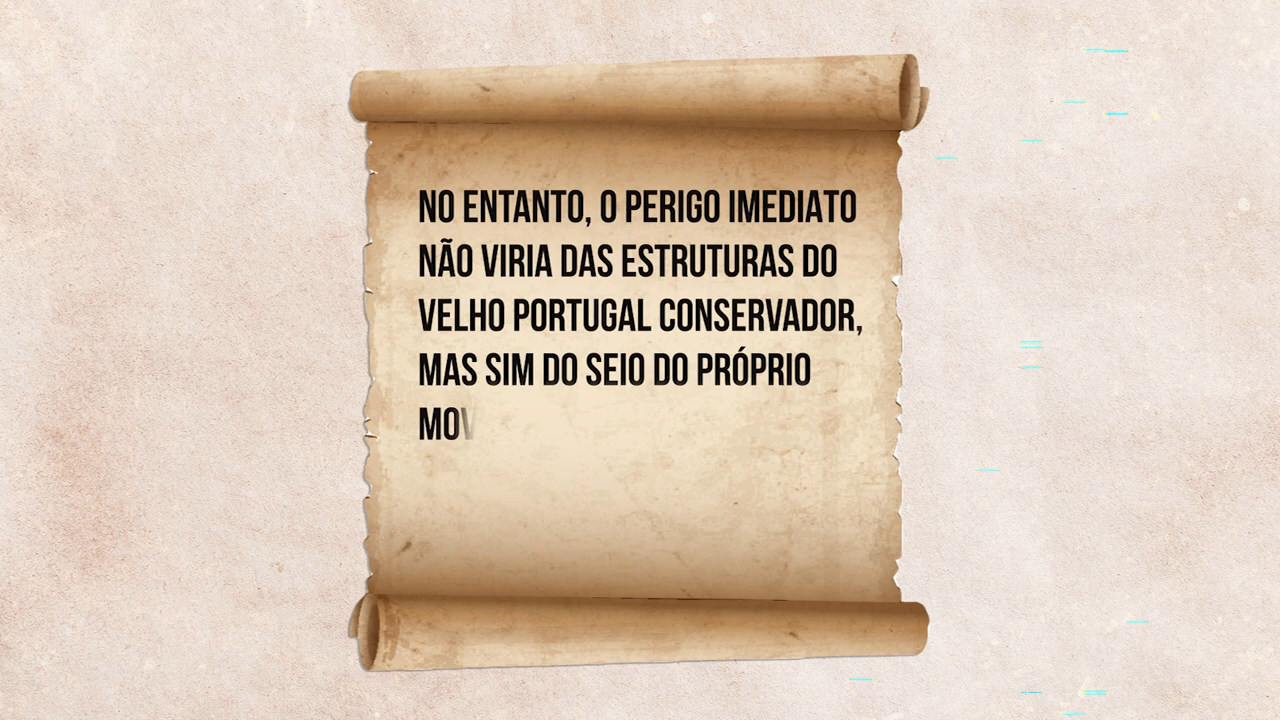 NO ENTANTO, O PERIGO IMEDIATO
NÃO VIRIA DAS ESTRUTURAS DO
VELHO PORTUGAL CONSERVADOR,
MAS SIM DO SEIO DO PRÓPRIO
MOV